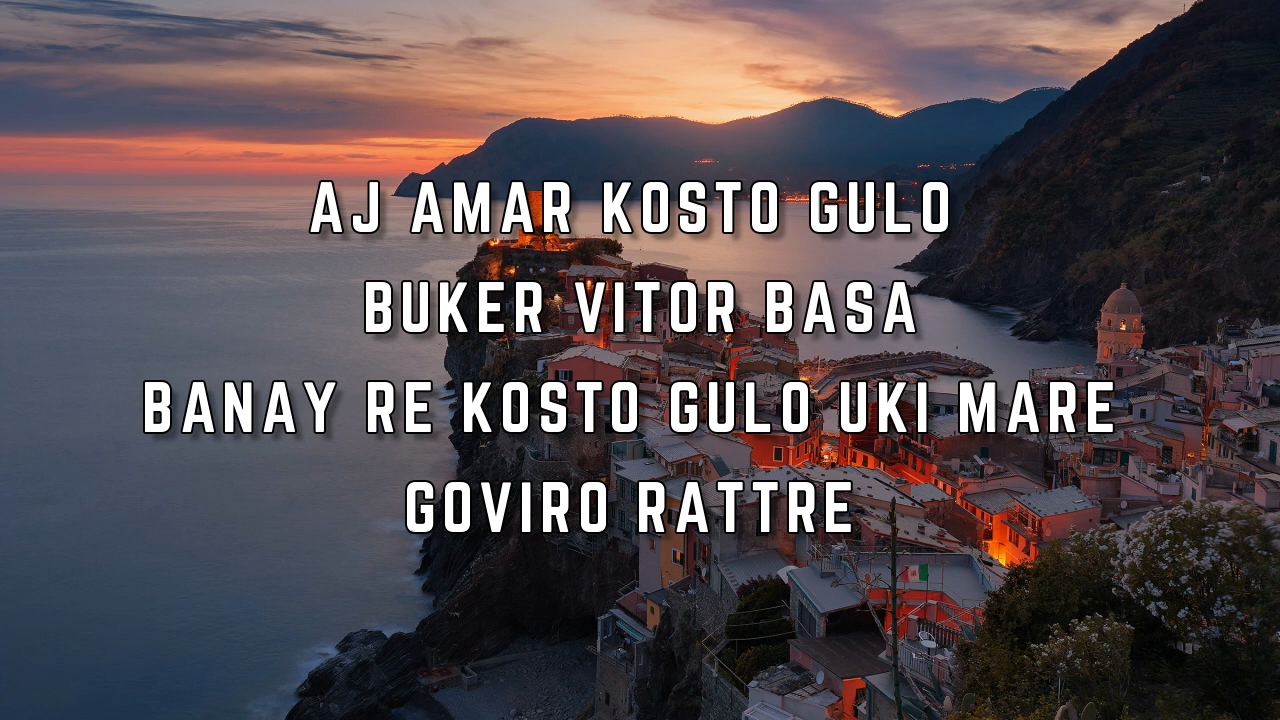 AJ AMAR KOSTO GULO
BUKER VITOR BASA
BANAY RE KOSTO GULO UKI MARE
GOVIRO RATTRE